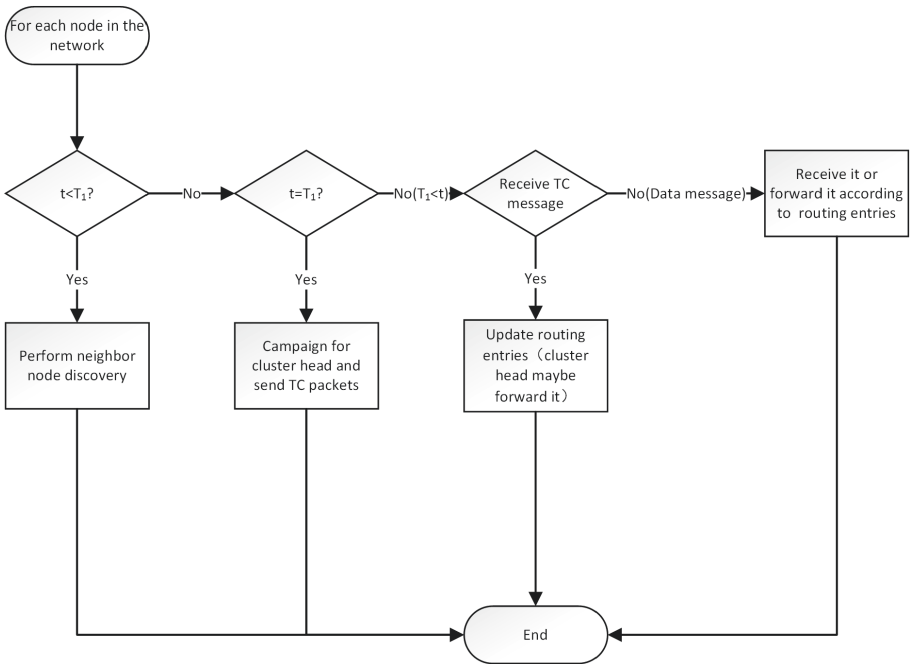 For each node in the
network
t<T₁?
No
t=T₁?
No(T₁<t)
Receive TC
message
No(Data message)
Receive it or
forward it according
to routing entries
Yes
Yes
Yes
Perform neighbor
node discovery
Campaign for
cluster head and
send TC packets
Update routing
entries（cluster
head maybe
forward it）
End